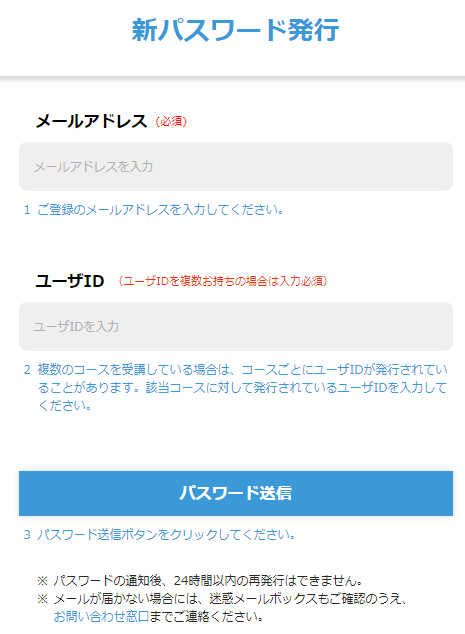 新パスワード発行
メールアドレス (必須)
メールアドレスを入力
1 ご登録のメールアドレスを入力してください。
ユーザID （ユーザIDを複数お持ちの場合は入力必須）
ユーザIDを入力
2 複数のコースを受講している場合は、コースごとにユーザIDが発行されてい
ることがあります。該当コースに対して発行されているユーザIDを入力して
ください。
パスワード送信
3 パスワード送信ボタンをクリックしてください。
※ パスワードの通知後、24時間以内の再発行はできません。
※ メールが届かない場合には、迷惑メールボックスもご確認のうえ、
お問い合わせ窓口までご連絡ください。